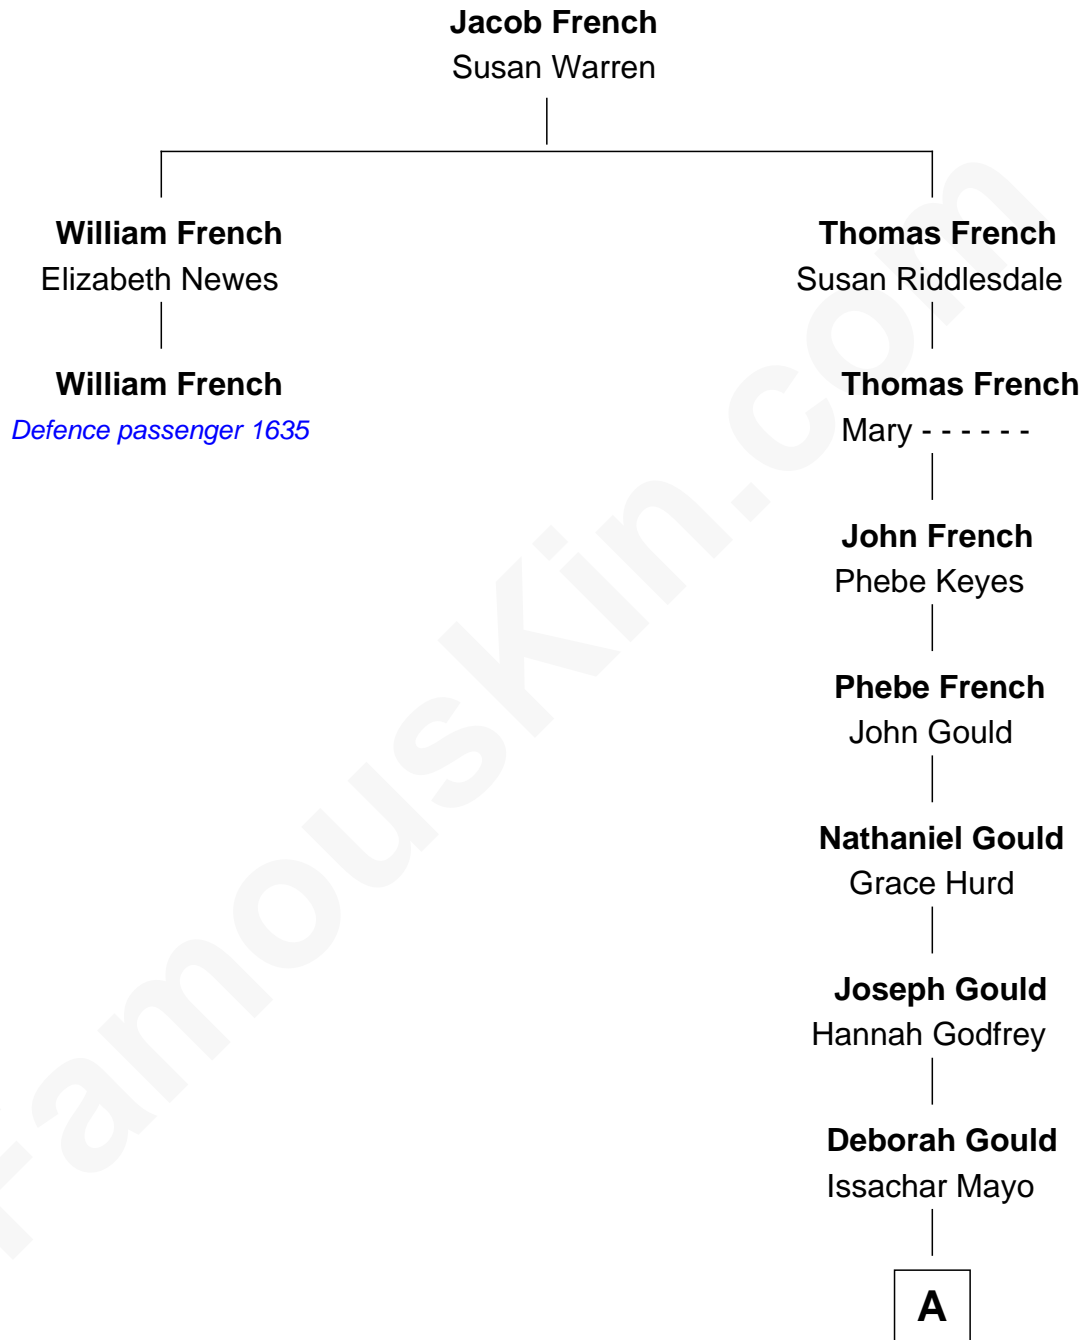 Jacob French
Susan Warren
William French
Elizabeth Newes
William French
Defence passenger 1635
Thomas French
Susan Riddlesdale
Thomas French
Mary - - - - - -
John French
Phebe Keyes
Phebe French
John Gould
Nathaniel Gould
Grace Hurd
Joseph Gould
Hannah Godfrey
Deborah Gould
Issachar Mayo
A
FamousKin.com